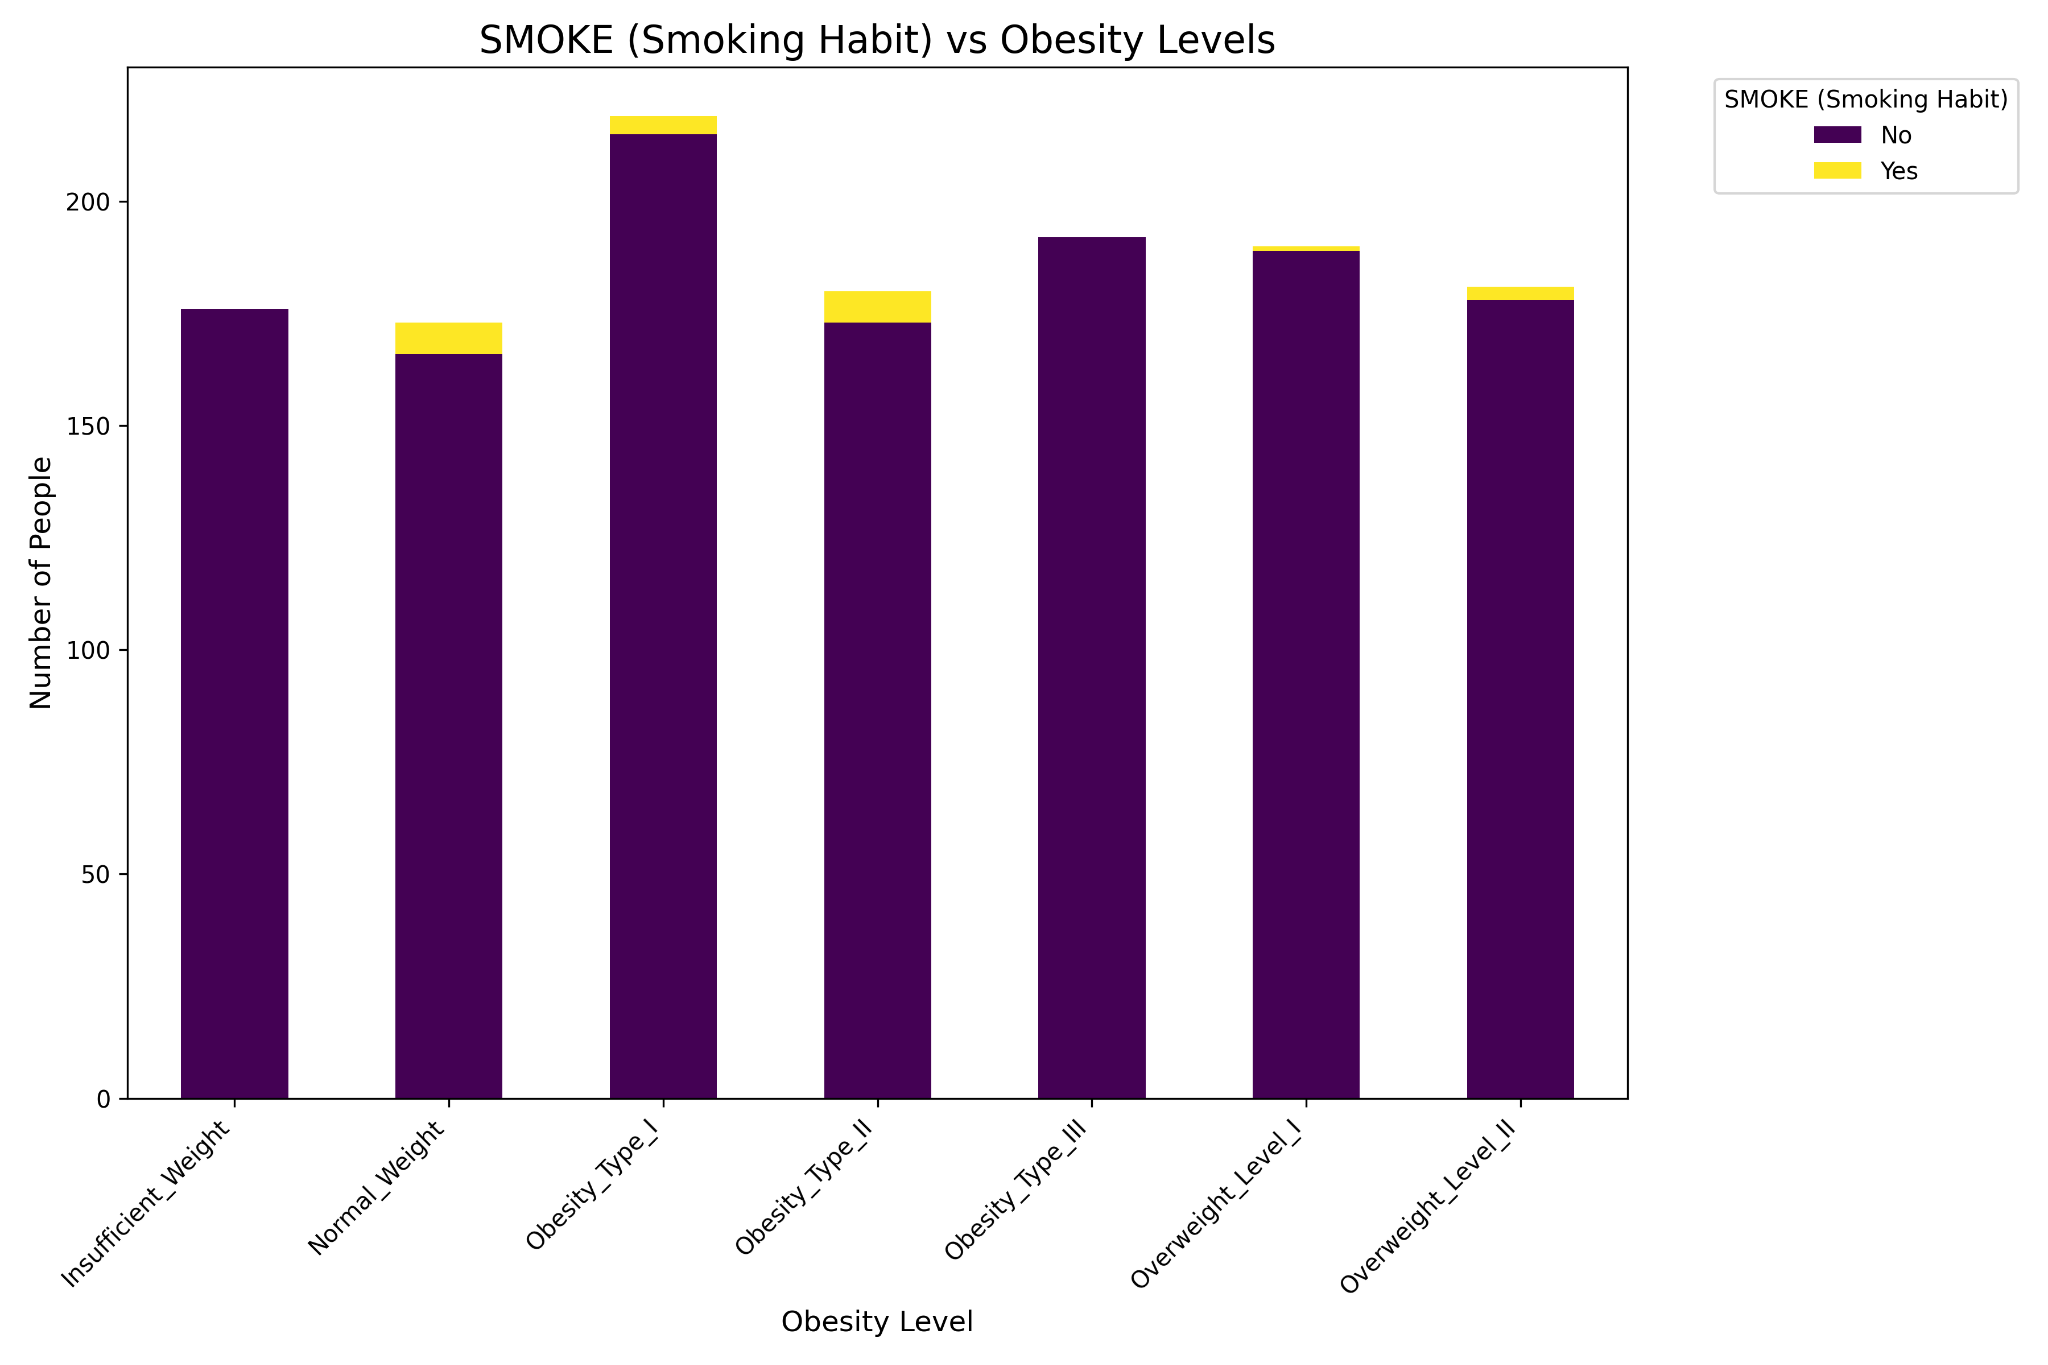 SMOKE (Smoking Habit) vs Obesity Levels
SMOKE (Smoking Habit)
No
Yes
Number of People
200
150
100
50
0
Insufficient_Weight
Normal_Weight
Obesity_Type_I
Obesity_Type_II
Obesity_Type_III
Overweight_Level_I
Overweight_Level_II
Obesity Level